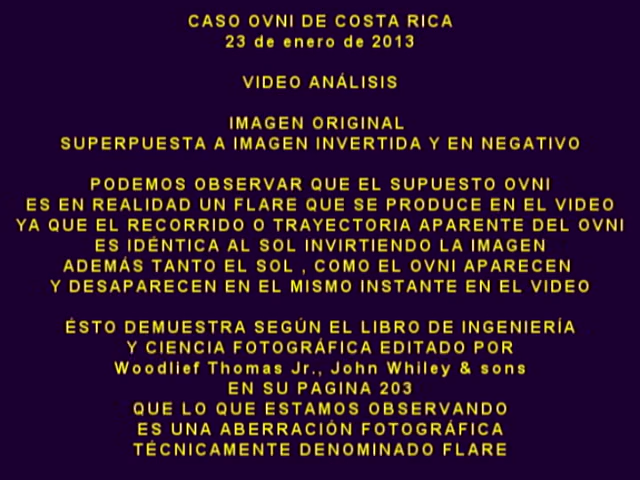 CASO OVNI DE COSTA RICA
23 de enero de 2013
VIDEO ANÁLISIS
IMAGEN ORIGINAL
SUPERPUESTA A IMAGEN INVERTIDA Y EN NEGATIVO
PODEMOS OBSERVAR QUE EL SUPUESTO OVNI
ES EN REALIDAD UN FLARE QUE SE PRODUCE EN EL VIDEO
YA QUE EL RECORRIDO O TRAYECTORIA APARENTE DEL OVNI
ES IDÉNTICA AL SOL INVIRTIENDO LA IMAGEN
ADEMÁS TANTO EL SOL , COMO EL OVNI APARECEN
Y DESAPARECEN EN EL MISMO INSTANTE EN EL VIDEO
ÉSTO DEMUESTRA SEGÚN EL LIBRO DE INGENIERÍA
Y CIENCIA FOTOGRÁFICA EDITADO POR
Woodlief Thomas Jr., John Whiley & sons
EN SU PAGINA 203
QUE LO QUE ESTAMOS OBSERVANDO
ES UNA ABERRACIÓN FOTOGRÁFICA
TÉCNICAMENTE DENOMINADO FLARE